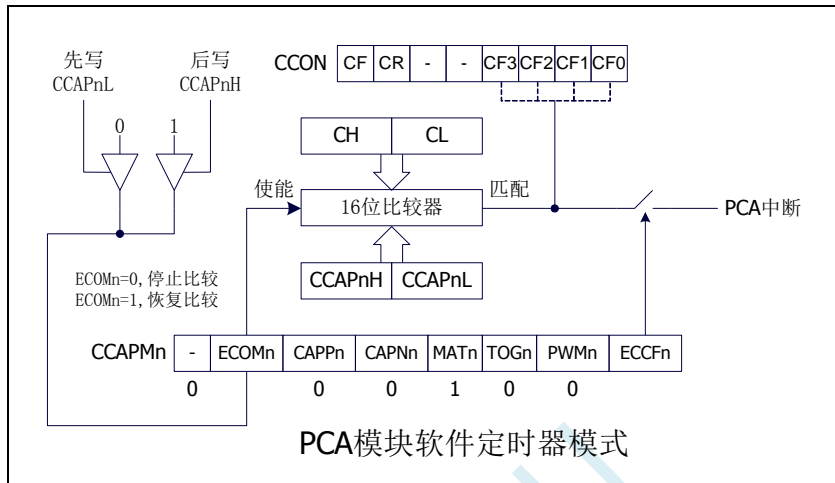 先写 CCAPnL
后写 CCAPnH
0 1
CCON CF CR - - CF3 CF2 CF1 CF0
CH CL
使能 16位比较器 匹配
PCA中断
CCAPnH CCAPnL
ECOMn=0,停止比较
ECOMn=1,恢复比较
CCAPMn - ECOMn CAPPn CAPNn MATn TOGn PWMn ECCFn
0 0 0 1 0 0
PCA模块软件定时器模式